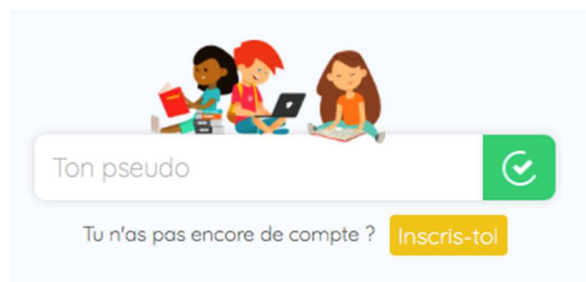 Ton pseudo
Tu n'as pas encore de compte ? Inscris-toi